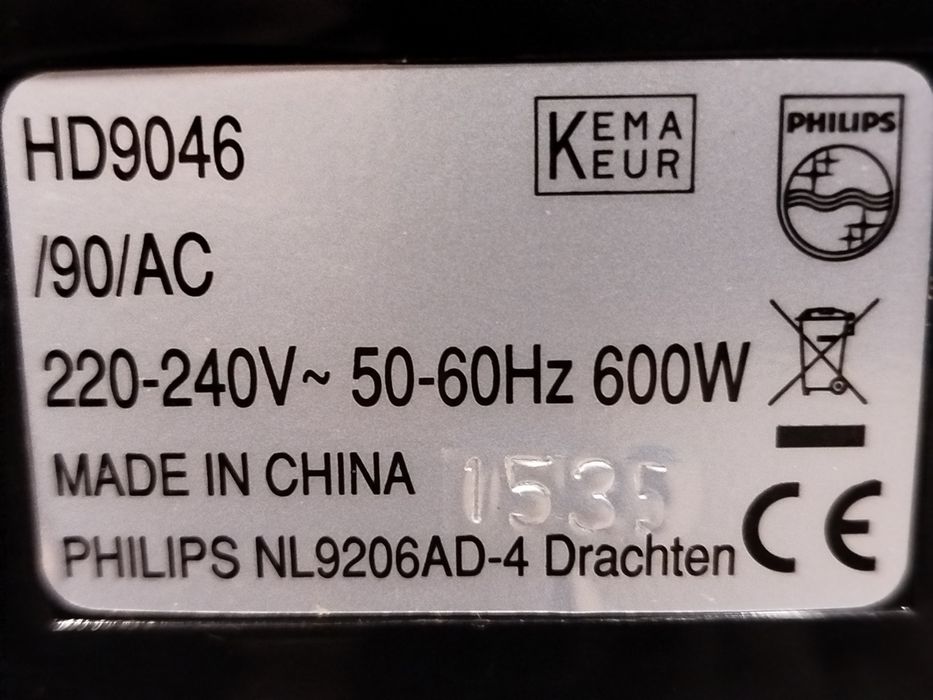 HD9046
KEMA
KEUR
PHILIPS
/90/AC
220-240V~ 50-60Hz 600W
MADE IN CHINA
1535
PHILIPS NL9206AD-4 Drachten
CE